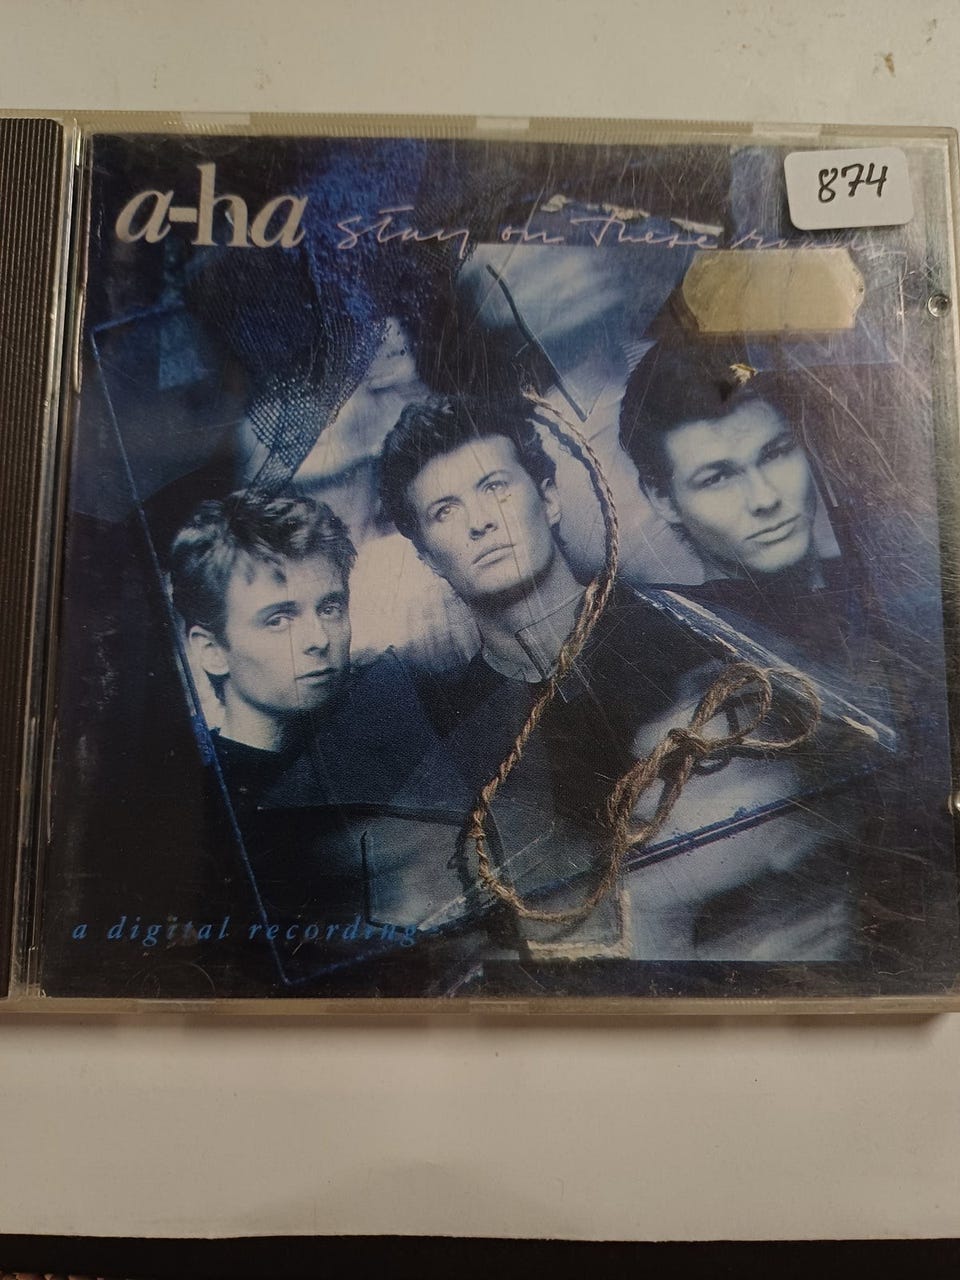 a-ha stay on these roads
874
a digital recording